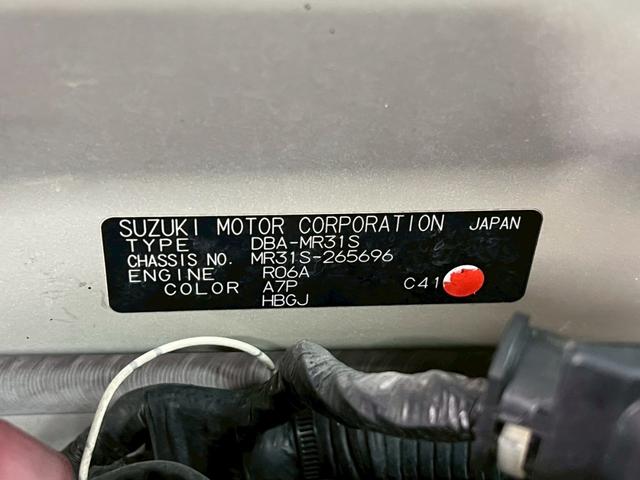 SUZUKI MOTOR CORPORATION JAPAN
TYPE DBA-MR31S
CHASSIS NO. MR31S-265696
ENGINE R06A
COLOR A7P C41
HBGJ